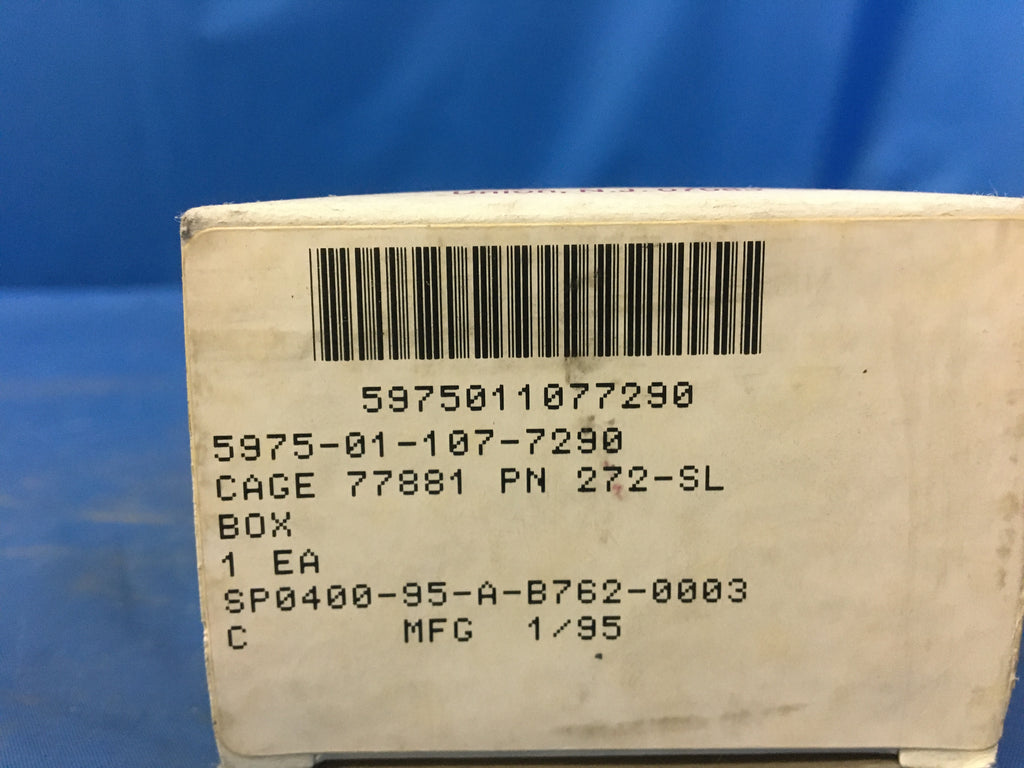 5975011077290
5975-01-107-7290
CAGE 77881 PN 272-SL
BOX
1 EA
SP0400-95-A-B762-0003
C MFG 1/95